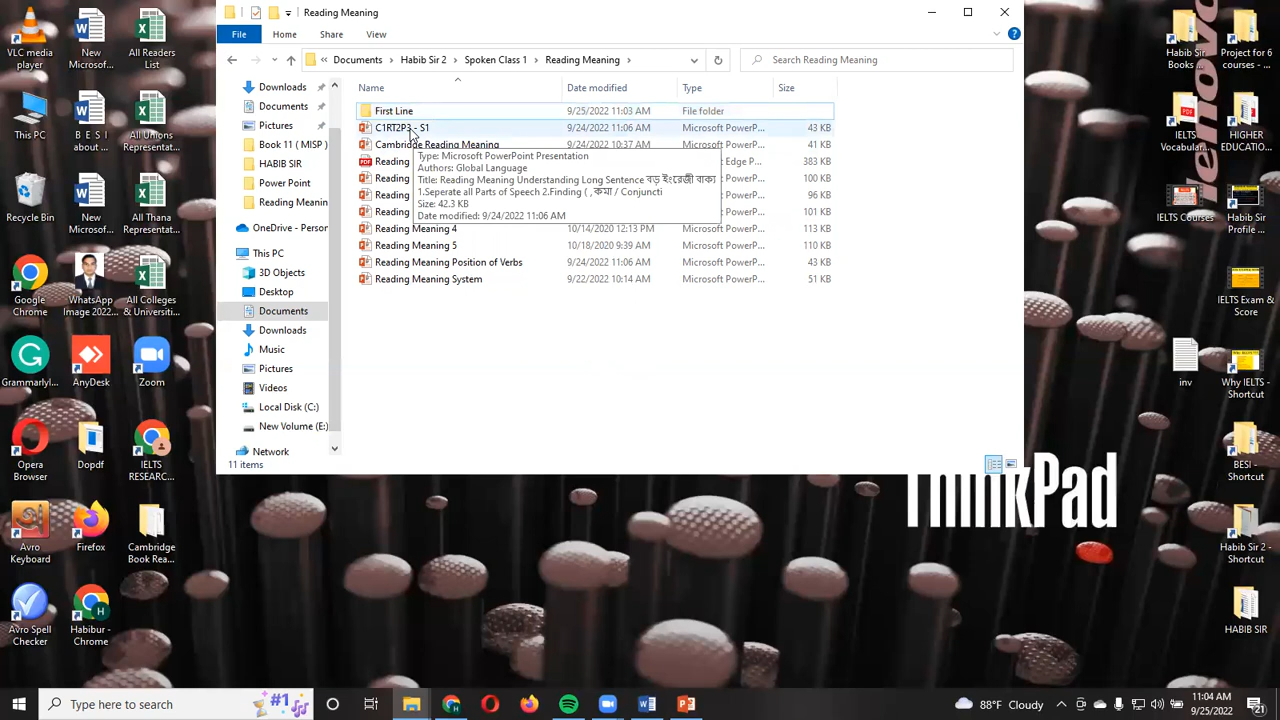 Reading Meaning
File
Home
Share
View
Documents
Habib Sir 2
Spoken Class 1
Reading Meaning
Search Reading Meaning
Name
Date modified
Type
Size
First Line
9/25/2022 11:03 AM
File folder
C1RT2P3 - S1
9/24/2022 11:06 AM
Microsoft PowerP...
43 KB
Cambridge Reading Meaning
9/24/2022 10:37 AM
Microsoft PowerP...
41 KB
Reading
Edge P...
383 KB
Reading
PowerP...
100 KB
Reading
PowerP...
96 KB
Reading
PowerP...
101 KB
Reading Meaning 4
10/14/2020 12:13 PM
Microsoft PowerP...
113 KB
Reading Meaning 5
10/18/2020 9:39 AM
Microsoft PowerP...
110 KB
Reading Meaning Position of Verbs
9/24/2022 11:06 AM
Microsoft PowerP...
43 KB
Reading Meaning System
9/22/2022 10:14 AM
Microsoft PowerP...
51 KB
Type: Microsoft PowerPoint Presentation
Authors: Global Language
Title: Reading Meaning Understanding Long Sentence বড় ইংরেজী বাক্য
1.Seperate all Parts of Speech 2.Finding ( , কমা / Conjuncti
Size: 42.3 KB
Date modified: 9/24/2022 11:06 AM
Downloads
Documents
Pictures
Book 11 ( MISP )
HABIB SIR
Power Point
Reading Meanin
OneDrive - Person
This PC
3D Objects
Desktop
Documents
Downloads
Music
Pictures
Videos
Local Disk (C:)
New Volume (E:)
Network
11 items
VLC media
player
New
Microsof...
All Readers
List
This PC
B E S I
about ...
All
Districts
Recycle Bin
New
Microsof...
All Thana
Google
Chrome
WhatsApp
Image 2022...
All Colleges
& Universiti...
GrammarlyI...
AnyDesk
Zoom
Opera
Browser
Dopdf
IELTS
RESEARC...
Avro
Keyboard
Firefox
Cambridge
Book Rea...
Avro Spell
Checker
Habibur -
Chrome
Habib Sir
Books -...
Project for 6
courses
IELTS
Vocabular...
HIGHER
EDUCATIO...
IELTS Courses
Habib Sir
Profile - ...
IELTS Exam &
Score
inv
Why IELTS -
Shortcut
BESI -
Shortcut
Habib Sir 2 -
Shortcut
HABIB SIR
lenovo
ThinkPad
Type here to search
#1
88°F Cloudy
11:04 AM
9/25/2022
21